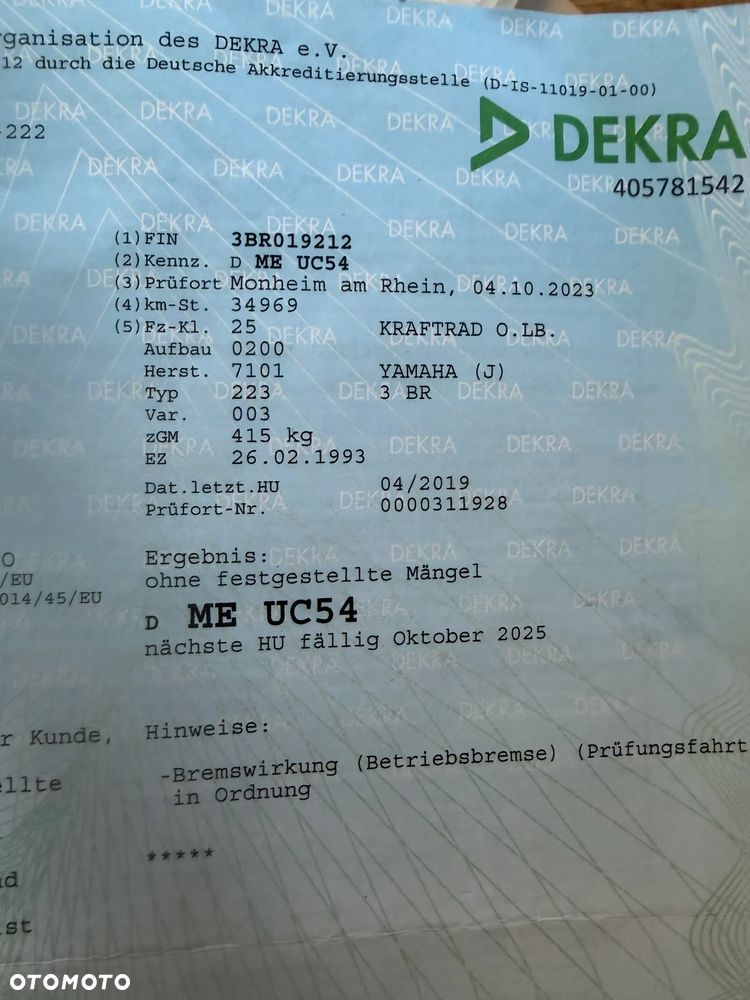 rganisation des DEKRA e.V.
12 durch die Deutsche Akkreditierungsstelle (D-IS-11019-01-00)
-222
DEKRA
405781542
(1) FIN 3BR019212
(2) Kennz. D ME UC54
(3) Prüfort Monheim am Rhein, 04.10.2023
(4) km-St. 34969
(5) Fz-Kl. 25 KRAFTRAD O.LB.
Aufbau 0200
Herst. 7101 YAMAHA (J)
Typ 223 3 BR
Var. 003
zGM 415 kg
EZ 26.02.1993
Dat.letzt.HU 04/2019
Prüfort-Nr. 0000311928
O
/EU
014/45/EU
Ergebnis:
ohne festgestellte Mängel
D ME UC54
nächste HU fällig Oktober 2025
r Kunde,
ellte
d
st
Hinweise:
-Bremswirkung (Betriebsbremse) (Prüfungsfahrt
in Ordnung
*****
OTOMOTO